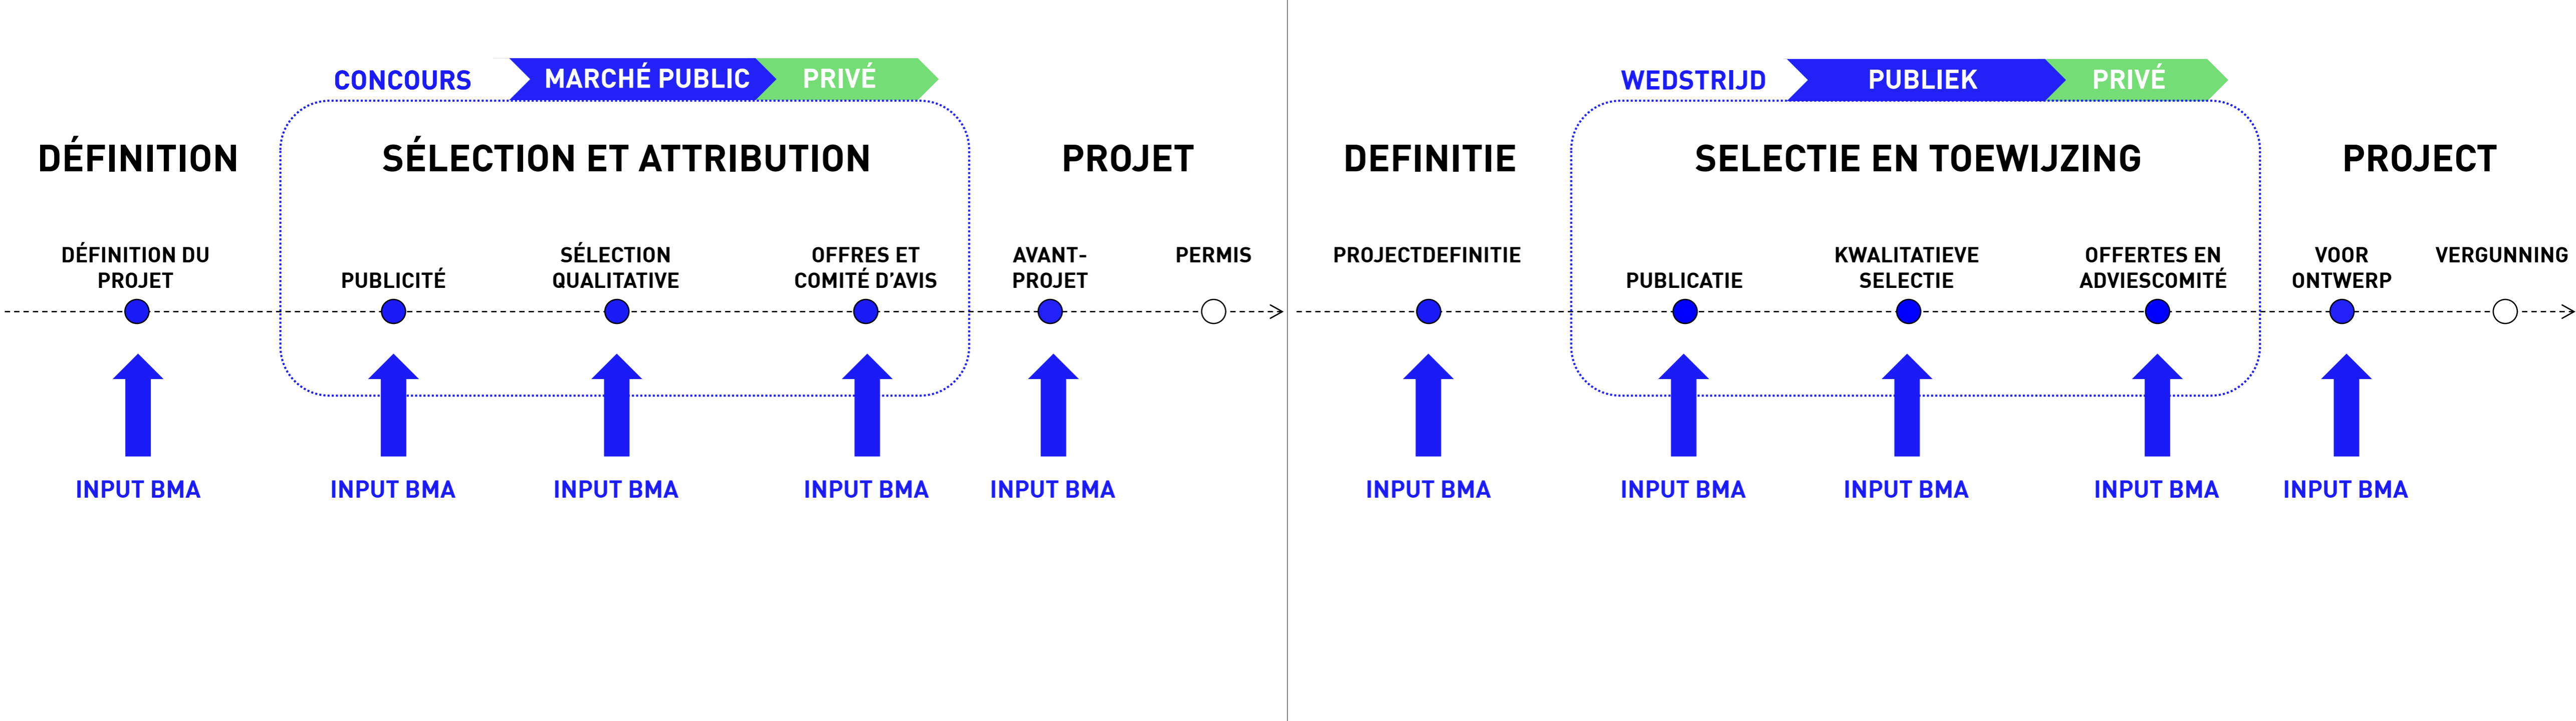 CONCOURS
MARCHÉ PUBLIC
PRIVÉ
DÉFINITION
SÉLECTION ET ATTRIBUTION
PROJET
DÉFINITION DU
PROJET
PUBLICITÉ
SÉLECTION
QUALITATIVE
OFFRES ET
COMITÉ D'AVIS
AVANT-
PROJET
PERMIS
INPUT BMA
INPUT BMA
INPUT BMA
INPUT BMA
INPUT BMA
WEDSTRIJD
PUBLIEK
PRIVÉ
DEFINITIE
SELECTIE EN TOEWIJZING
PROJECT
PROJECTDEFINITIE
PUBLICATIE
KWALITATIEVE
SELECTIE
OFFERTES EN
ADVIESCOMITÉ
VOOR
ONTWERP
VERGUNNING
INPUT BMA
INPUT BMA
INPUT BMA
INPUT BMA
INPUT BMA